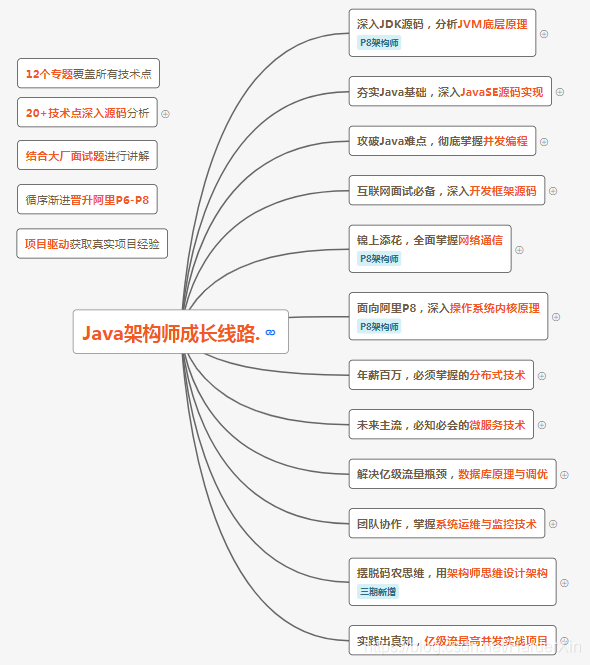 12个专题覆盖所有技术点
20+技术点深入源码分析
结合大厂面试题进行讲解
循序渐进晋升阿里P6-P8
项目驱动获取真实项目经验
Java架构师成长线路.
深入JDK源码，分析JVM底层原理
P8架构师
夯实Java基础，深入JavaSE源码实现
攻破Java难点，彻底掌握并发编程
互联网面试必备，深入开发框架源码
锦上添花，全面掌握网络通信
P8架构师
面向阿里P8，深入操作系统内核原理
P8架构师
年薪百万，必须掌握的分布式技术
未来主流，必知必会的微服务技术
解决亿级流量瓶颈，数据库原理与调优
团队协作，掌握系统运维与监控技术
摆脱码农思维，用架构师思维设计架构
三期新增
实践出真知，亿级流量高并发实战项目